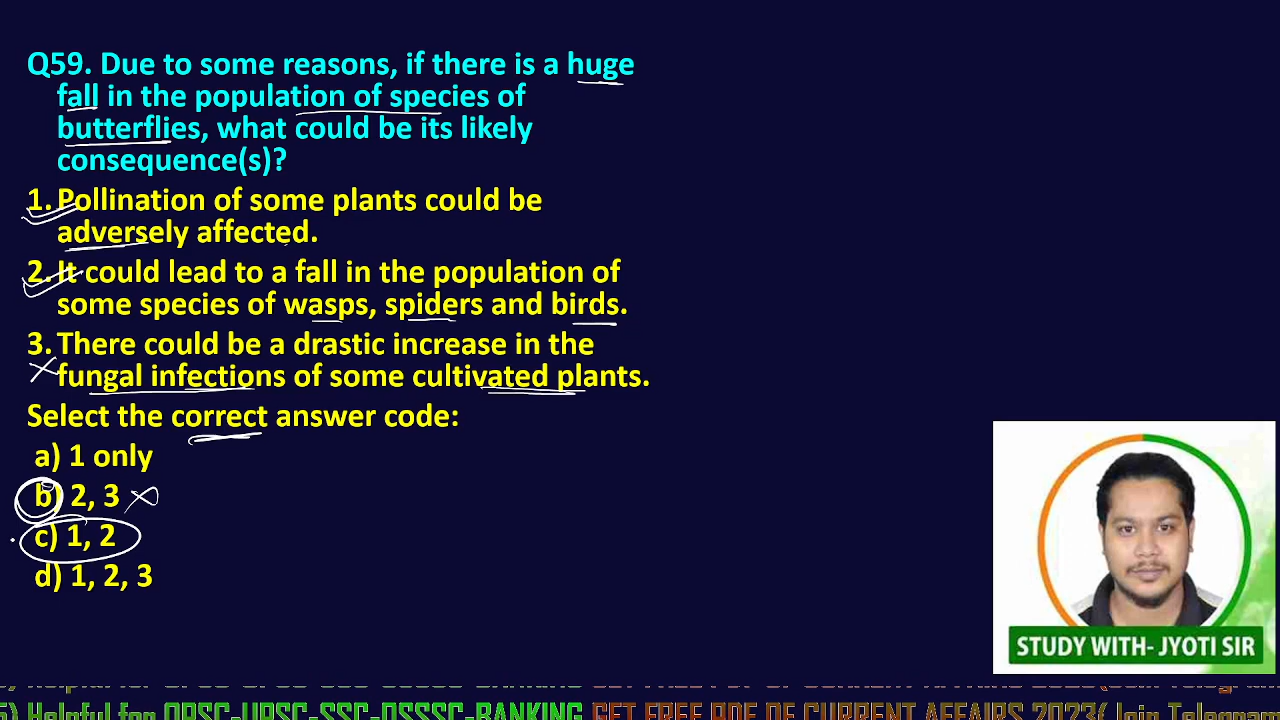 Q59. Due to some reasons, if there is a huge
fall in the population of species of
butterflies, what could be its likely
consequence(s)?
1. Pollination of some plants could be
adversely affected.
2. It could lead to a fall in the population of
some species of wasps, spiders and birds.
3. There could be a drastic increase in the
fungal infections of some cultivated plants.
Select the correct answer code:
a) 1 only
b) 2, 3
c) 1, 2
d) 1, 2, 3
STUDY WITH- JYOTI SIR
Helpful for OPSC-UPSC-SSC-OSSSC-BANKING GET FREE PDF OF CURRENT AFFAIRS 2023( Join Telegram